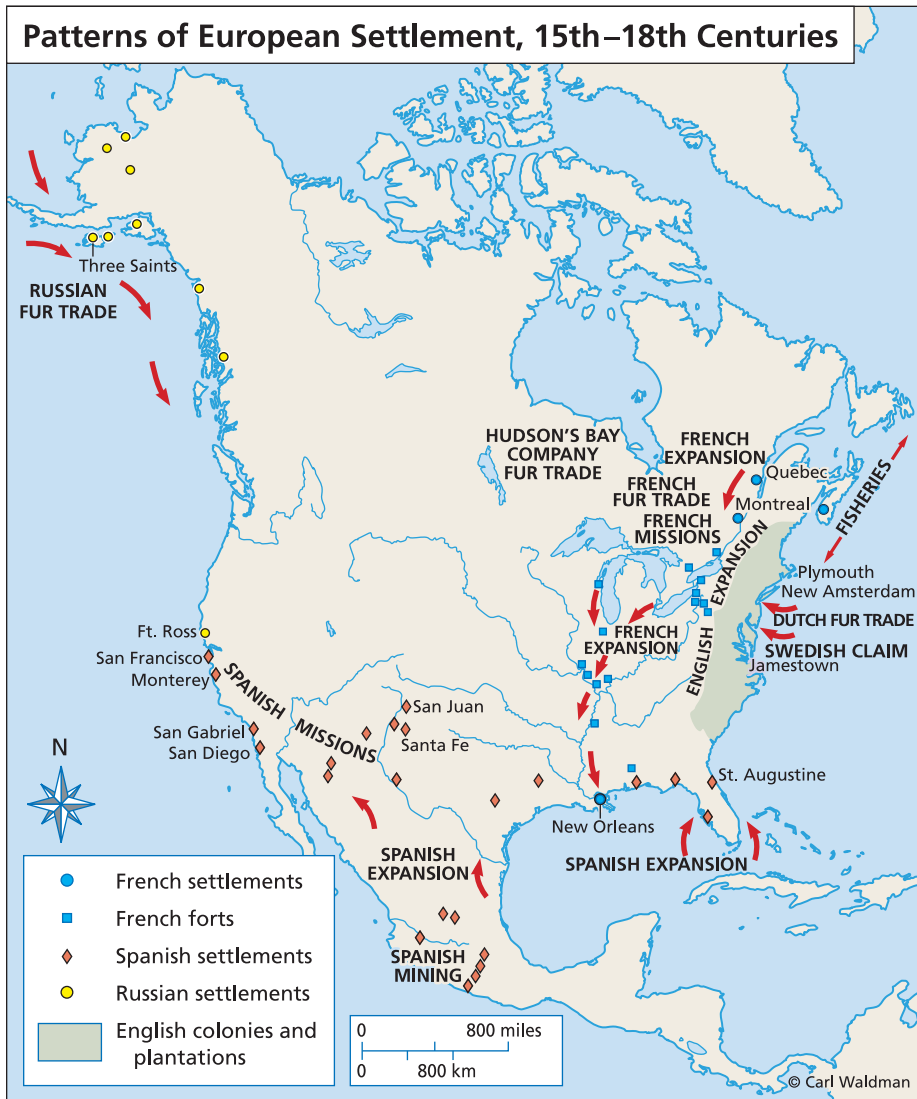 Patterns of European Settlement, 15th–18th Centuries
Three Saints
RUSSIAN
FUR TRADE
HUDSON'S BAY
COMPANY
FUR TRADE
FRENCH
EXPANSION
Quebec
FRENCH
FUR TRADE
Montreal
FRENCH
MISSIONS
FISHERIES
ENGLISH EXPANSION
Plymouth
New Amsterdam
DUTCH FUR TRADE
SWEDISH CLAIM
Jamestown
FRENCH
EXPANSION
Ft. Ross
San Francisco
Monterey
SPANISH MISSIONS
San Juan
Santa Fe
San Gabriel
San Diego
St. Augustine
New Orleans
SPANISH EXPANSION
SPANISH
EXPANSION
SPANISH
MINING
N
French settlements
French forts
Spanish settlements
Russian settlements
English colonies and
plantations
0 800 miles
0 800 km
© Carl Waldman